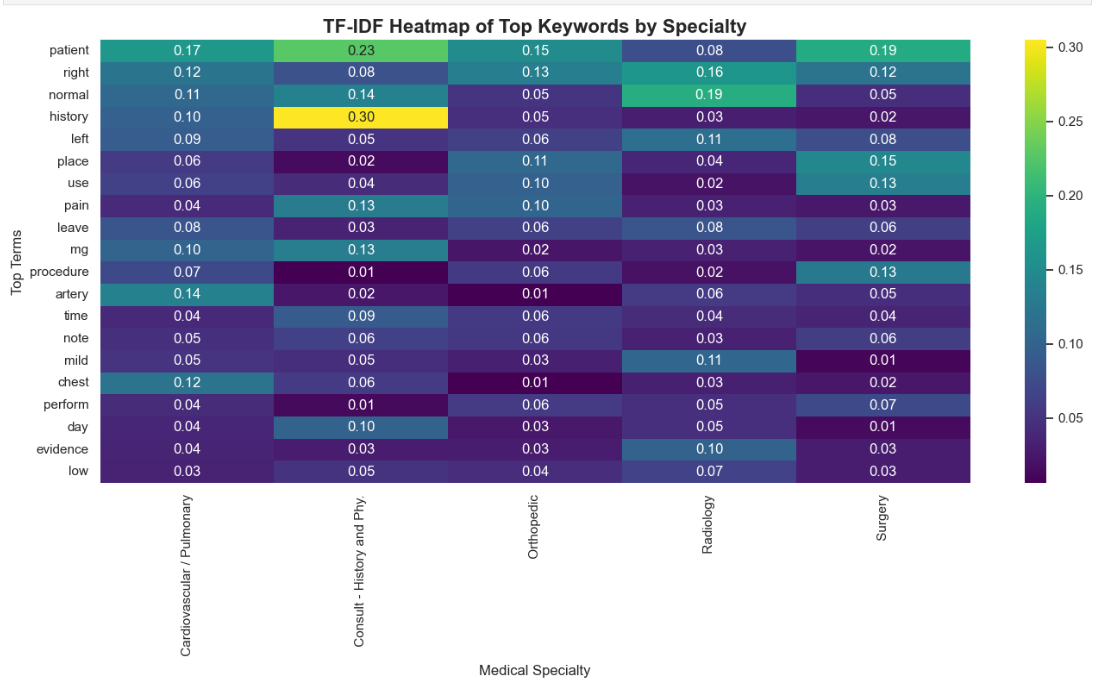 TF-IDF Heatmap of Top Keywords by Specialty
Top Terms
patient 0.17 0.23 0.15 0.08 0.19
right 0.12 0.08 0.13 0.16 0.12
normal 0.11 0.14 0.05 0.19 0.05
history 0.10 0.30 0.05 0.03 0.02
left 0.09 0.05 0.06 0.11 0.08
place 0.06 0.02 0.11 0.04 0.15
use 0.06 0.04 0.10 0.02 0.13
pain 0.04 0.13 0.10 0.03 0.03
leave 0.08 0.03 0.06 0.08 0.06
mg 0.10 0.13 0.02 0.03 0.02
procedure 0.07 0.01 0.06 0.02 0.13
artery 0.14 0.02 0.01 0.06 0.05
time 0.04 0.09 0.06 0.04 0.04
note 0.05 0.06 0.06 0.03 0.06
mild 0.05 0.05 0.03 0.11 0.01
chest 0.12 0.06 0.01 0.03 0.02
perform 0.04 0.01 0.06 0.05 0.07
day 0.04 0.10 0.03 0.05 0.01
evidence 0.04 0.03 0.03 0.10 0.03
low 0.03 0.05 0.04 0.07 0.03
Cardiovascular / Pulmonary
Consult - History and Phy.
Orthopedic
Radiology
Surgery
Medical Specialty
0.30
0.25
0.20
0.15
0.10
0.05